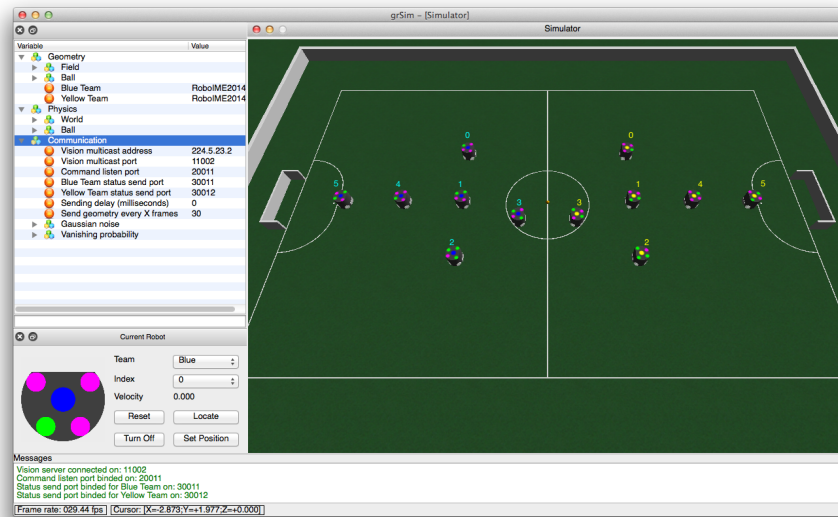 grSim – [Simulator]
Simulator
Variable Value
Geometry
Field
Ball
Blue Team RoboIME2014
Yellow Team RoboIME2014
Physics
World
Ball
Communication
Vision multicast address 224.5.23.2
Vision multicast port 11002
Command listen port 20011
Blue Team status send port 30011
Yellow Team status send port 30012
Sending delay (milliseconds) 0
Send geometry every X frames 30
Gaussian noise
Vanishing probability
0 0
5 4 1 1 4 5
3 3
2 2
Current Robot
Team Blue
Index 0
Velocity 0.000
Reset Locate
Turn Off Set Position
Messages
Vision server connected on: 11002
Command listen port binded on: 20011
Status send port binded for Blue Team on: 30011
Status send port binded for Yellow Team on: 30012
Frame rate: 029.44 fps Cursor: [X=-2.873;Y=+1.977;Z=+0.000]